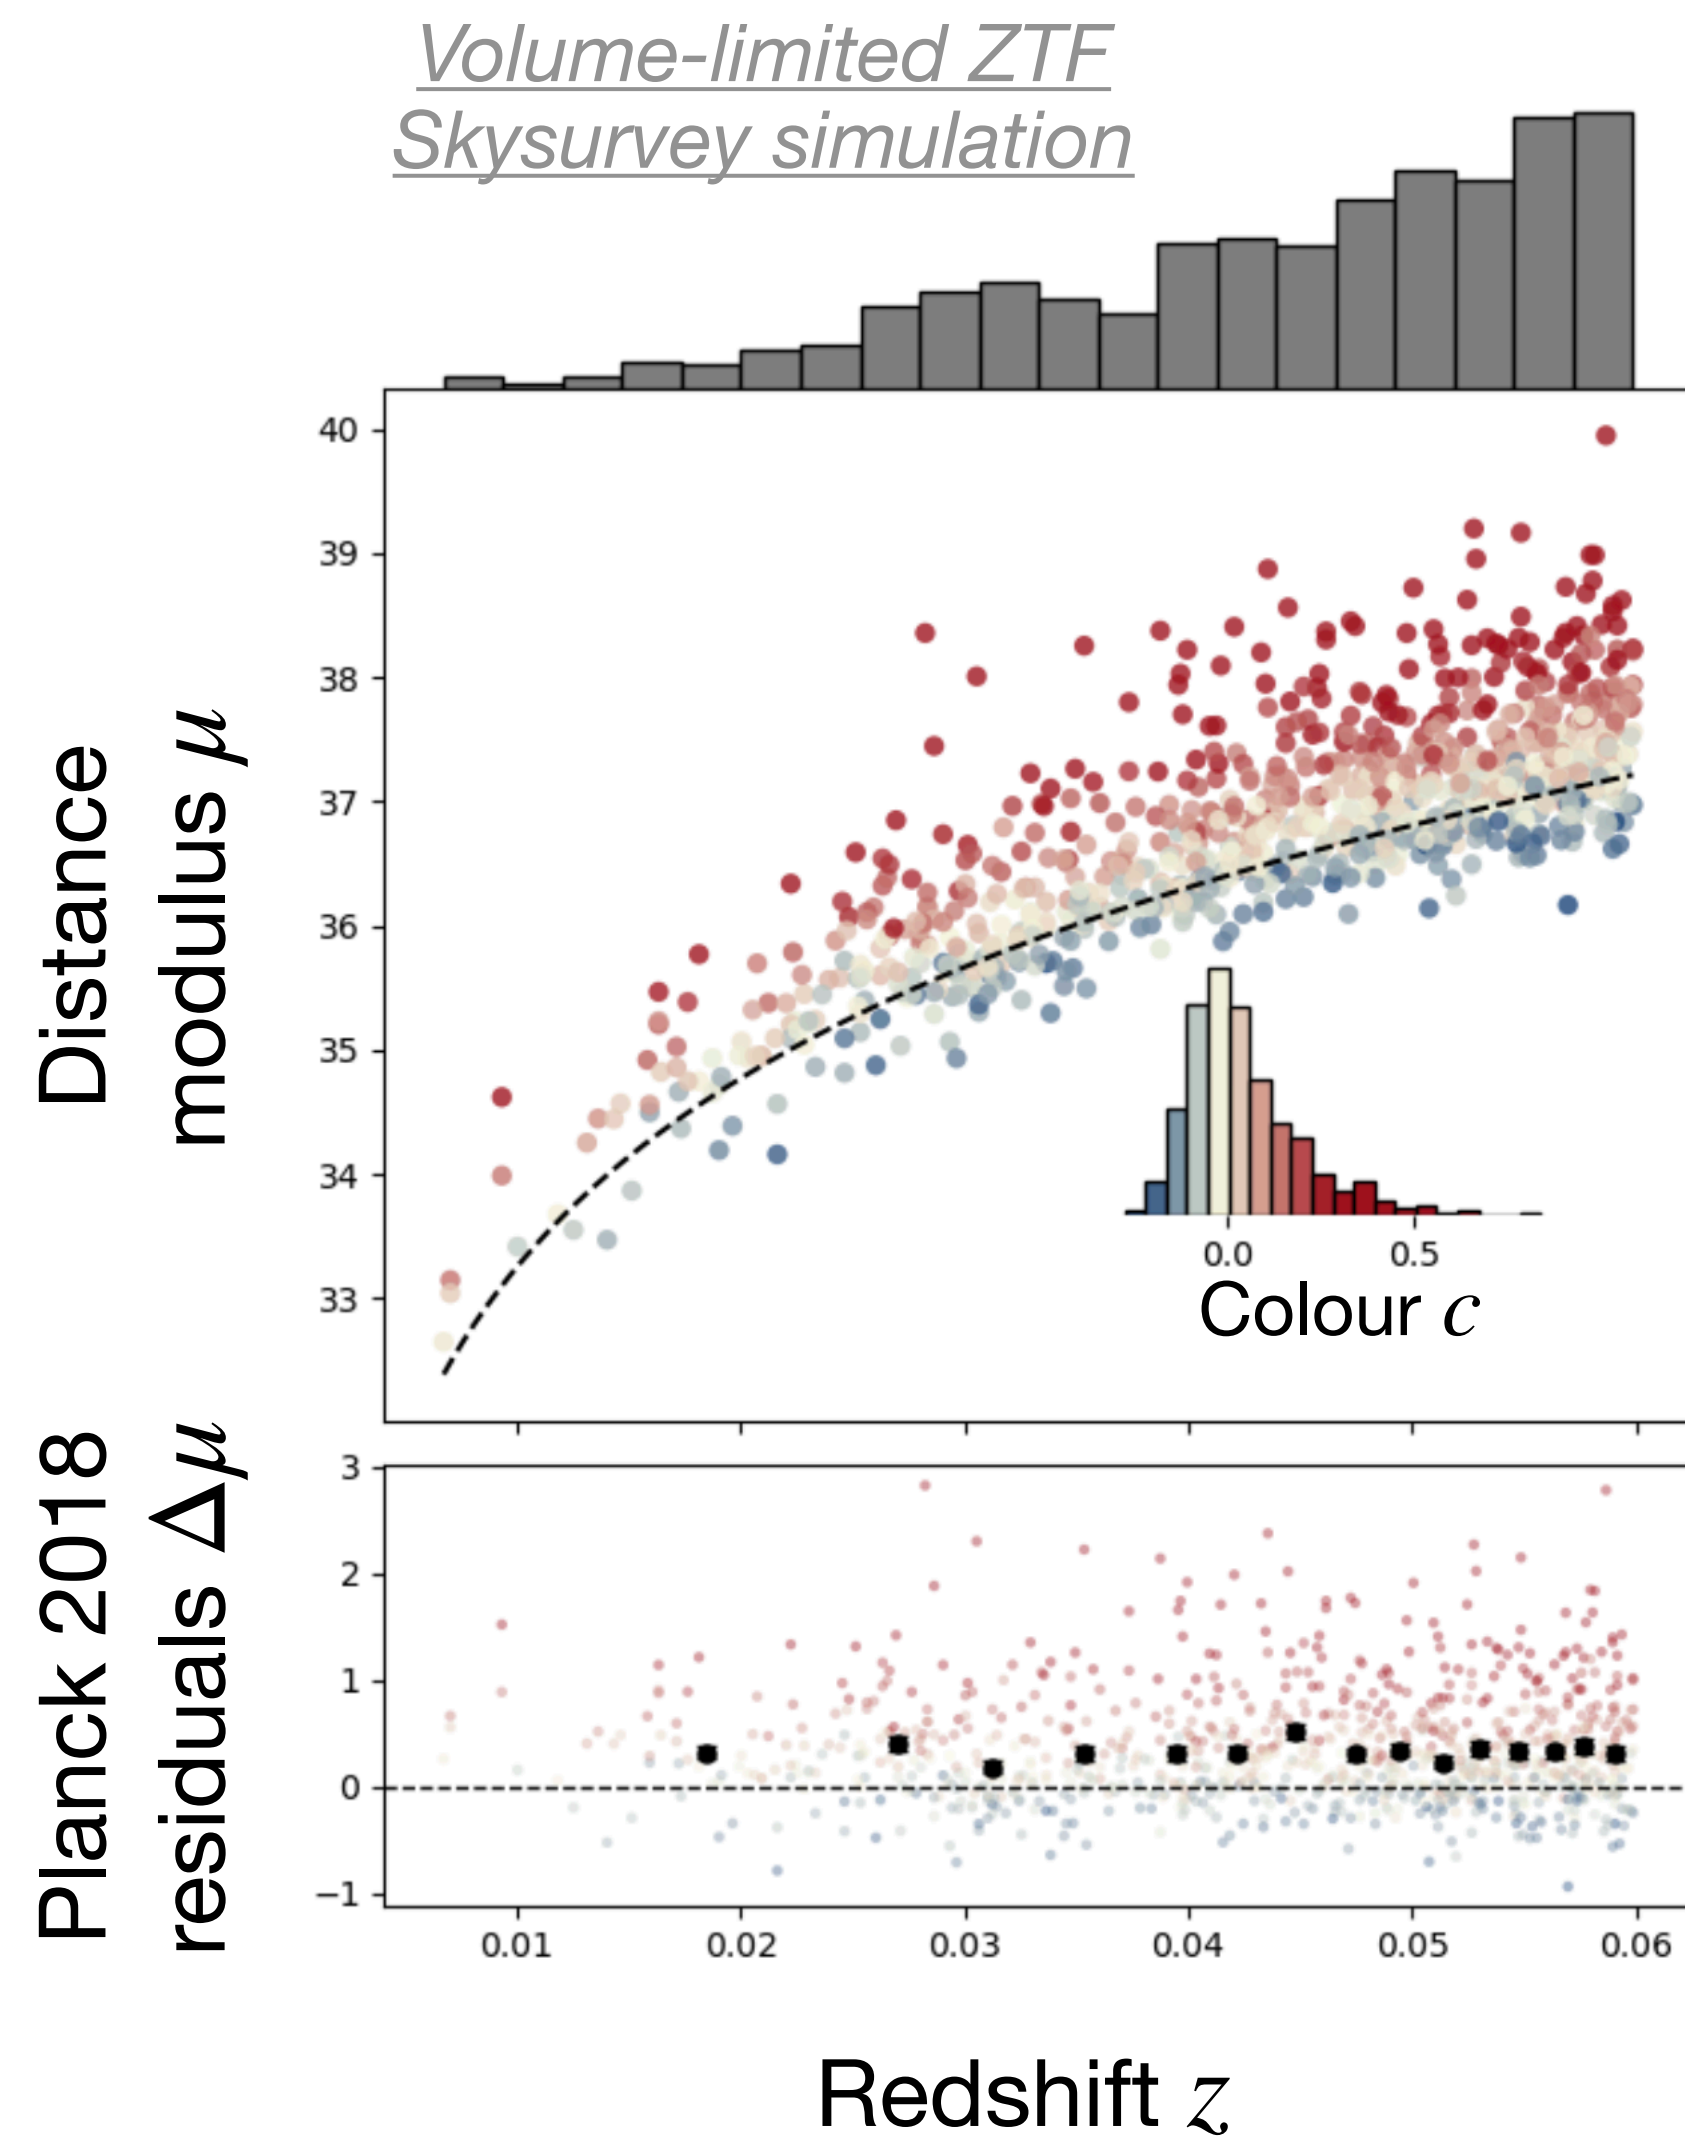 Volume-limited ZTF
Skysurvey simulation
Distance
modulus μ
40
39
38
37
36
35
34
33
0.0 0.5
Colour c
Planck 2018
residuals Δμ
3
2
1
0
−1
0.01 0.02 0.03 0.04 0.05 0.06
Redshift z